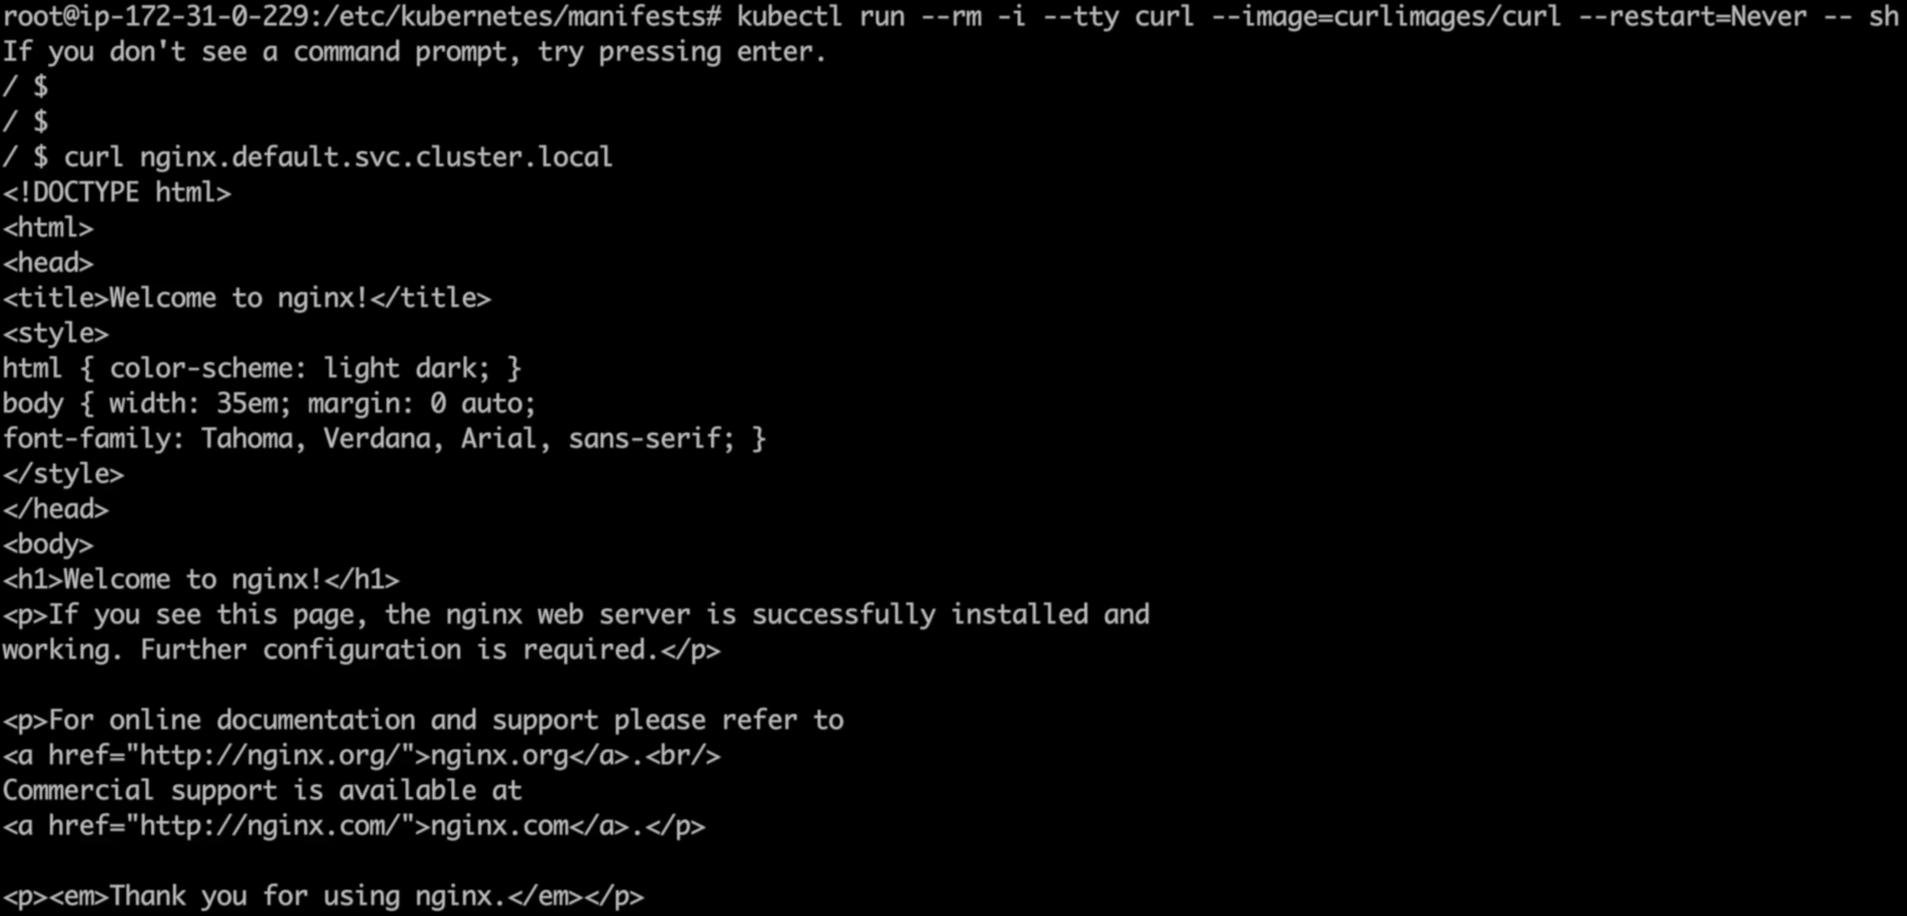 root@ip-172-31-0-229:/etc/kubernetes/manifests# kubectl run --rm -i --tty curl --image=curlimages/curl --restart=Never -- sh
If you don't see a command prompt, try pressing enter.
/ $
/ $
/ $ curl nginx.default.svc.cluster.local
<!DOCTYPE html>
<html>
<head>
<title>Welcome to nginx!</title>
<style>
html { color-scheme: light dark; }
body { width: 35em; margin: 0 auto;
font-family: Tahoma, Verdana, Arial, sans-serif; }
</style>
</head>
<body>
<h1>Welcome to nginx!</h1>
<p>If you see this page, the nginx web server is successfully installed and
working. Further configuration is required.</p>

<p>For online documentation and support please refer to
<a href="http://nginx.org/">nginx.org</a>.<br/>
Commercial support is available at
<a href="http://nginx.com/">nginx.com</a>.</p>

<p><em>Thank you for using nginx.</em></p>